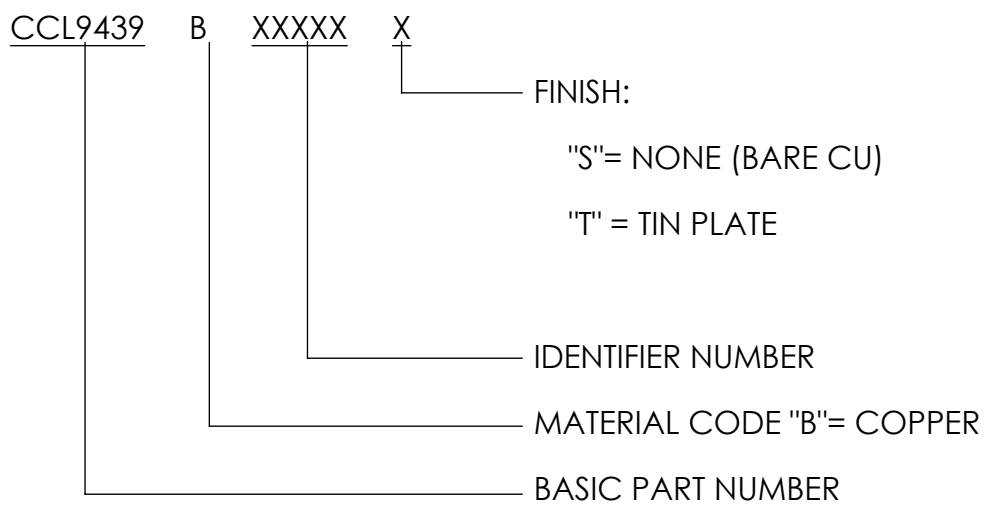 CCL9439 B XXXXX X
FINISH:
"S"= NONE (BARE CU)
"T" = TIN PLATE
IDENTIFIER NUMBER
MATERIAL CODE "B"= COPPER
BASIC PART NUMBER